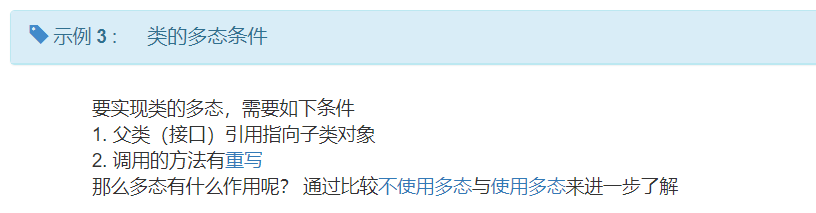 示例 3 : 类的多态条件
要实现类的多态，需要如下条件
1. 父类（接口）引用指向子类对象
2. 调用的方法有重写
那么多态有什么作用呢？ 通过比较不使用多态与使用多态来进一步了解